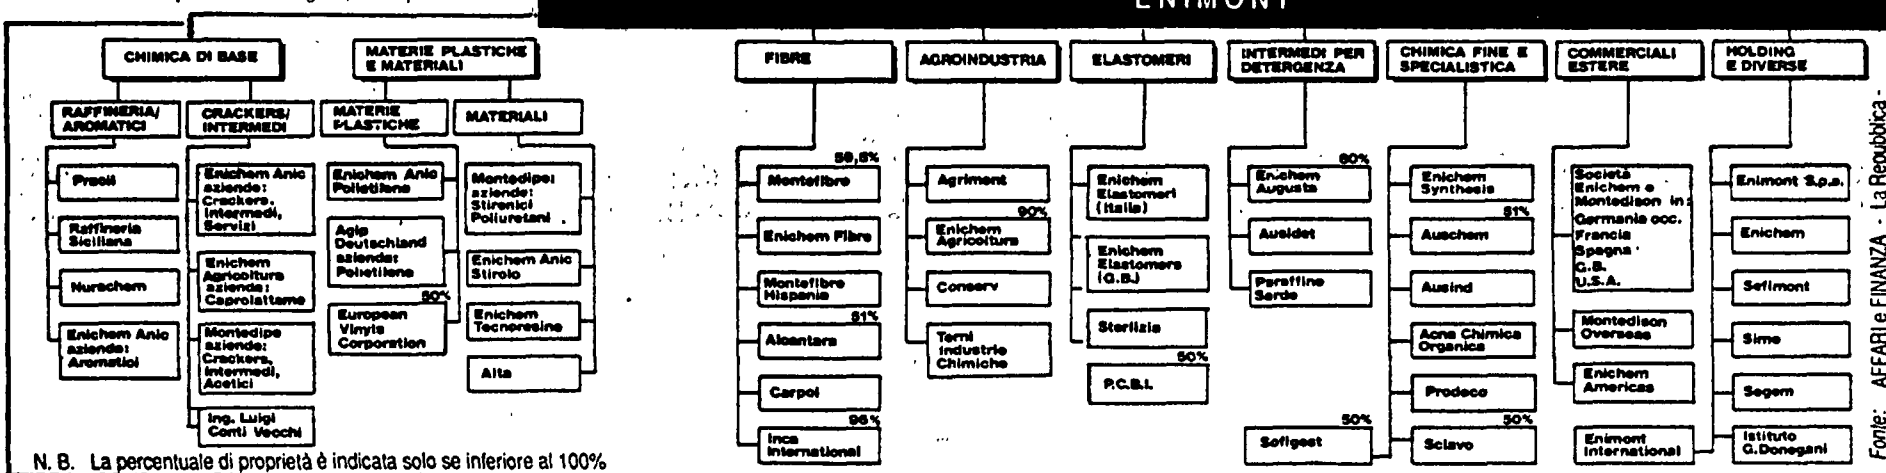 ENIMONT
CHIMICA DI BASE
MATERIE PLASTICHE
E MATERIALI
FIBRE
AGROINDUSTRIA
ELASTOMERI
INTERMEDI PER
DETERGENZA
CHIMICA FINE E
SPECIALISTICA
COMMERCIALI
ESTERE
HOLDING
E DIVERSE
RAFFINERIA/
AROMATICI
CRACKERS/
INTERMEDI
MATERIE
PLASTICHE
MATERIALI
Praoil
Raffineria
Siciliana
Nurachem
Enichem Anic
aziende:
Aromatici
Enichem Anic
aziende:
Crackers,
Intermedi,
Servizi
Enichem
Agricoltura
azienda:
Caprolattame
Montedipe
aziende:
Crackers,
Intermedi,
Acetici
Ing. Luigi
Conti Vecchi
Enichem Anic
Polietilene
Agip
Deutschland
azienda:
Polietilene
50%
European
Vinyls
Corporation
Montedipe:
aziende:
Stirenici
Poliuretani
Enichem Anic
Stirolo
Enichem
Tecnoresine
Alta
59,6%
Montefibre
Enichem Fibre
Montefibre
Hispania
51%
Alcantara
Carpol
96%
Inca
International
Agrimont
90%
Enichem
Agricoltura
Conserv
Terni
Industrie
Chimiche
Enichem
Elastomeri
(Italia)
Enichem
Elastomers
(G.B.)
Sterlizia
50%
P.C.B.I.
60%
Enichem
Augusta
Ausidet
Paraffine
Sarde
50%
Sofigest
Enichem
Synthesis
51%
Auschem
Ausind
Acna Chimica
Organica
Prodeco
50%
Sclavo
Società
Enichem e
Montedison in:
Germania occ.
Francia
Spagna
G.B.
U.S.A.
Montedison
Overseas
Enichem
Americas
Enimont
International
Enimont S.p.a.
Enichem
Sefimont
Sime
Segem
Istituto
G.Donegani
N. B. La percentuale di proprietà è indicata solo se inferiore al 100%
Fonte: AFFARI e FINANZA - La Repubblica -